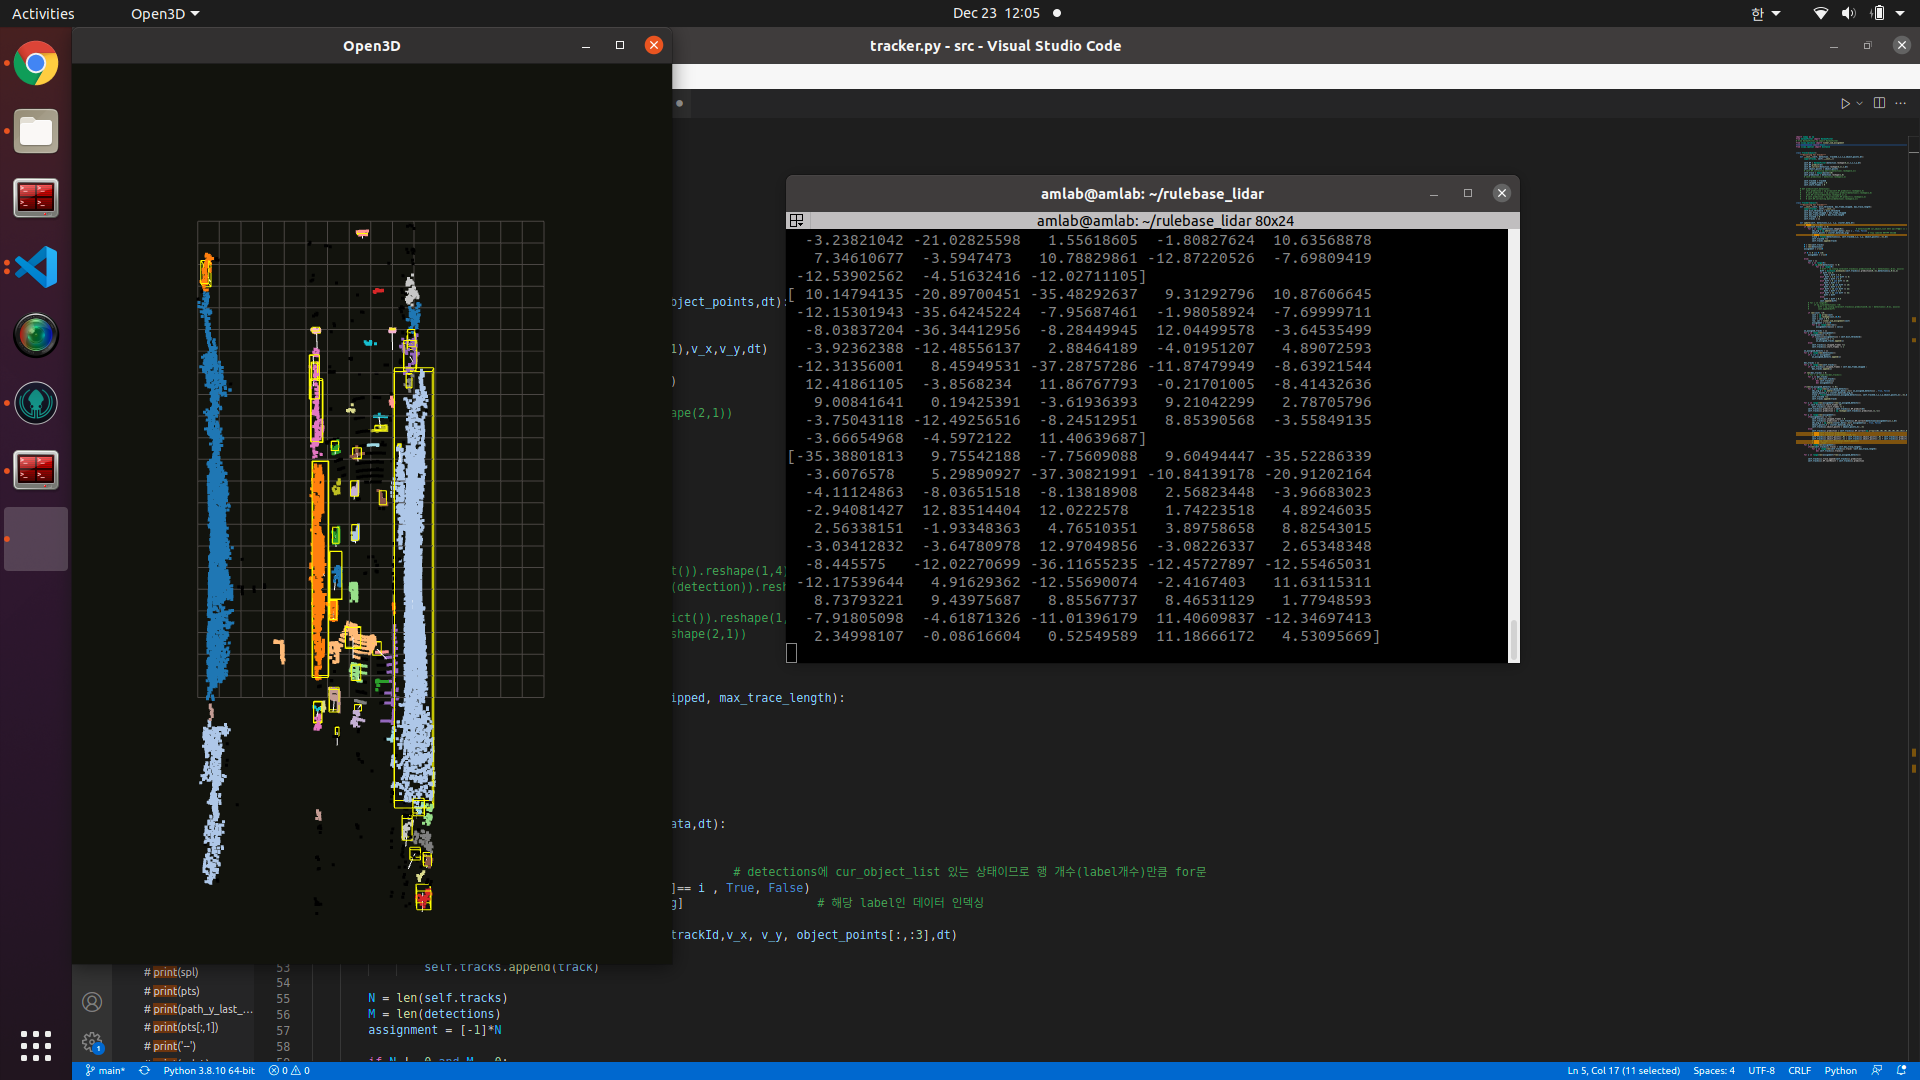 Activities
Open3D
Dec 23 12:05
한
Open3D
tracker.py - src - Visual Studio Code
amlab@amlab: ~/rulebase_lidar
amlab@amlab: ~/rulebase_lidar 80x24
-3.23821042 -21.02825598 1.55618605 -1.80827624 10.63568878
7.34610677 -3.5947473 10.78829861 -12.87220526 -7.69809419
-12.53902562 -4.51632416 -12.02711105]
[ 10.14794135 -20.89700451 -35.48292637 9.31292796 10.87606645
-12.15301943 -35.64245224 -7.95687461 -1.98058924 -7.69999711
-8.03837204 -36.34412956 -8.28449945 12.04499578 -3.64535499
-3.92362388 -12.48556137 2.88464189 -4.01951207 4.89072593
-12.31356001 8.45949531 -37.28757286 -11.87479949 -8.63921544
12.41861105 -3.8568234 11.86767793 -0.21701005 -8.41432636
9.00841641 0.19425391 -3.61936393 9.21042299 2.78705796
-3.75043118 -12.49256516 -8.24512951 8.85390568 -3.55849135
-3.66654968 -4.5972122 11.40639687]
[-35.38801813 9.75542188 -7.75609088 9.60494447 -35.52286339
-3.6076578 5.29890927 -37.30821991 -10.84139178 -20.91202164
-4.11124863 -8.03651518 -8.13818908 2.56823448 -3.96683023
-2.94081427 12.83514404 12.0222578 1.74223518 4.89246035
2.56338151 -1.93348363 4.76510351 3.89758658 8.82543015
-3.03412832 -3.64780978 12.97049856 -3.08226337 2.65348348
-8.445575 -12.02270699 -36.11655235 -12.45727897 -12.55465031
-12.17539644 4.91629362 -12.55690074 -2.4167403 11.63115311
8.73793221 9.43975687 8.85567737 8.46531129 1.77948593
-7.91805098 -4.61871326 -11.01396179 11.40609837 -12.34697413
2.34998107 -0.08616604 0.52549589 11.18666172 4.53095669]
bject_points,dt):
1),v_x,v_y,dt)
)
ape(2,1))
t()).reshape(1,4)
(detection)).resh
ict()).reshape(1,
shape(2,1))
ipped, max_trace_length):
ata,dt):
# detections에 cur_object_list 있는 상태이므로 행 개수(label개수)만큼 for문
]== i , True, False)
g] # 해당 label인 데이터 인덱싱
trackId,v_x, v_y, object_points[:,:3],dt)
53 self.tracks.append(track)
54
55 N = len(self.tracks)
56 M = len(detections)
57 assignment = [-1]*N
58
# print(spl)
# print(pts)
# print(path_y_last_...
# print(pts[:,1])
# print('--')
1
main* Python 3.8.10 64-bit 0 0
Ln 5, Col 17 (11 selected) Spaces: 4 UTF-8 CRLF Python